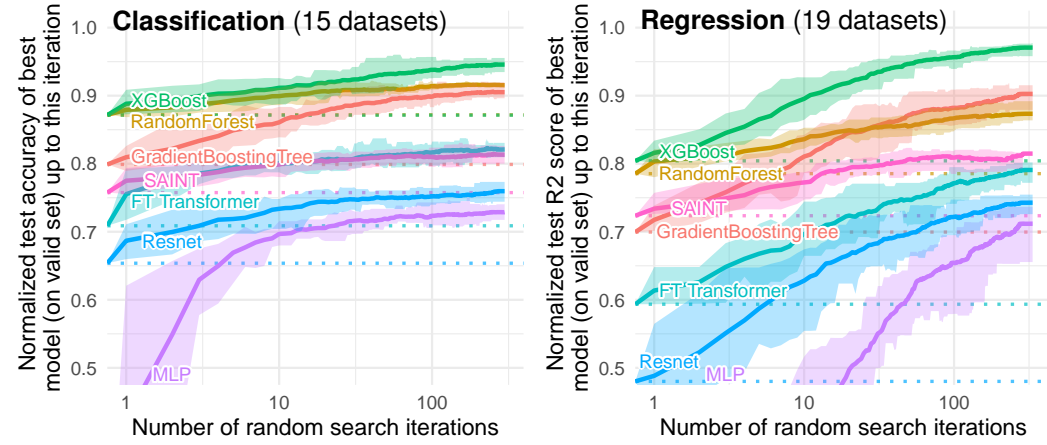 Classification (15 datasets)
Normalized test accuracy of best
model (on valid set) up to this iteration
1.0
0.9
0.8
0.7
0.6
0.5
XGBoost
RandomForest
GradientBoostingTree
SAINT
FT Transformer
Resnet
MLP
1
10
100
Number of random search iterations
Regression (19 datasets)
Normalized test R2 score of best
model (on valid set) up to this iteration
1.0
0.9
0.8
0.7
0.6
0.5
XGBoost
RandomForest
SAINT
GradientBoostingTree
FT Transformer
Resnet
MLP
1
10
100
Number of random search iterations